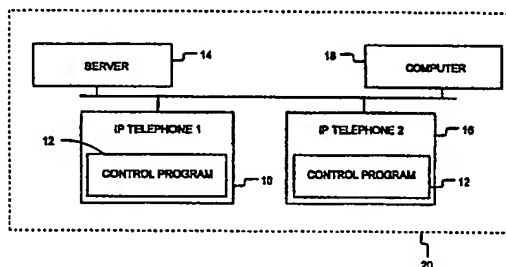 SERVER
14
18
COMPUTER
12
IP TELEPHONE 1
IP TELEPHONE 2
16
CONTROL PROGRAM
10
CONTROL PROGRAM
12
20